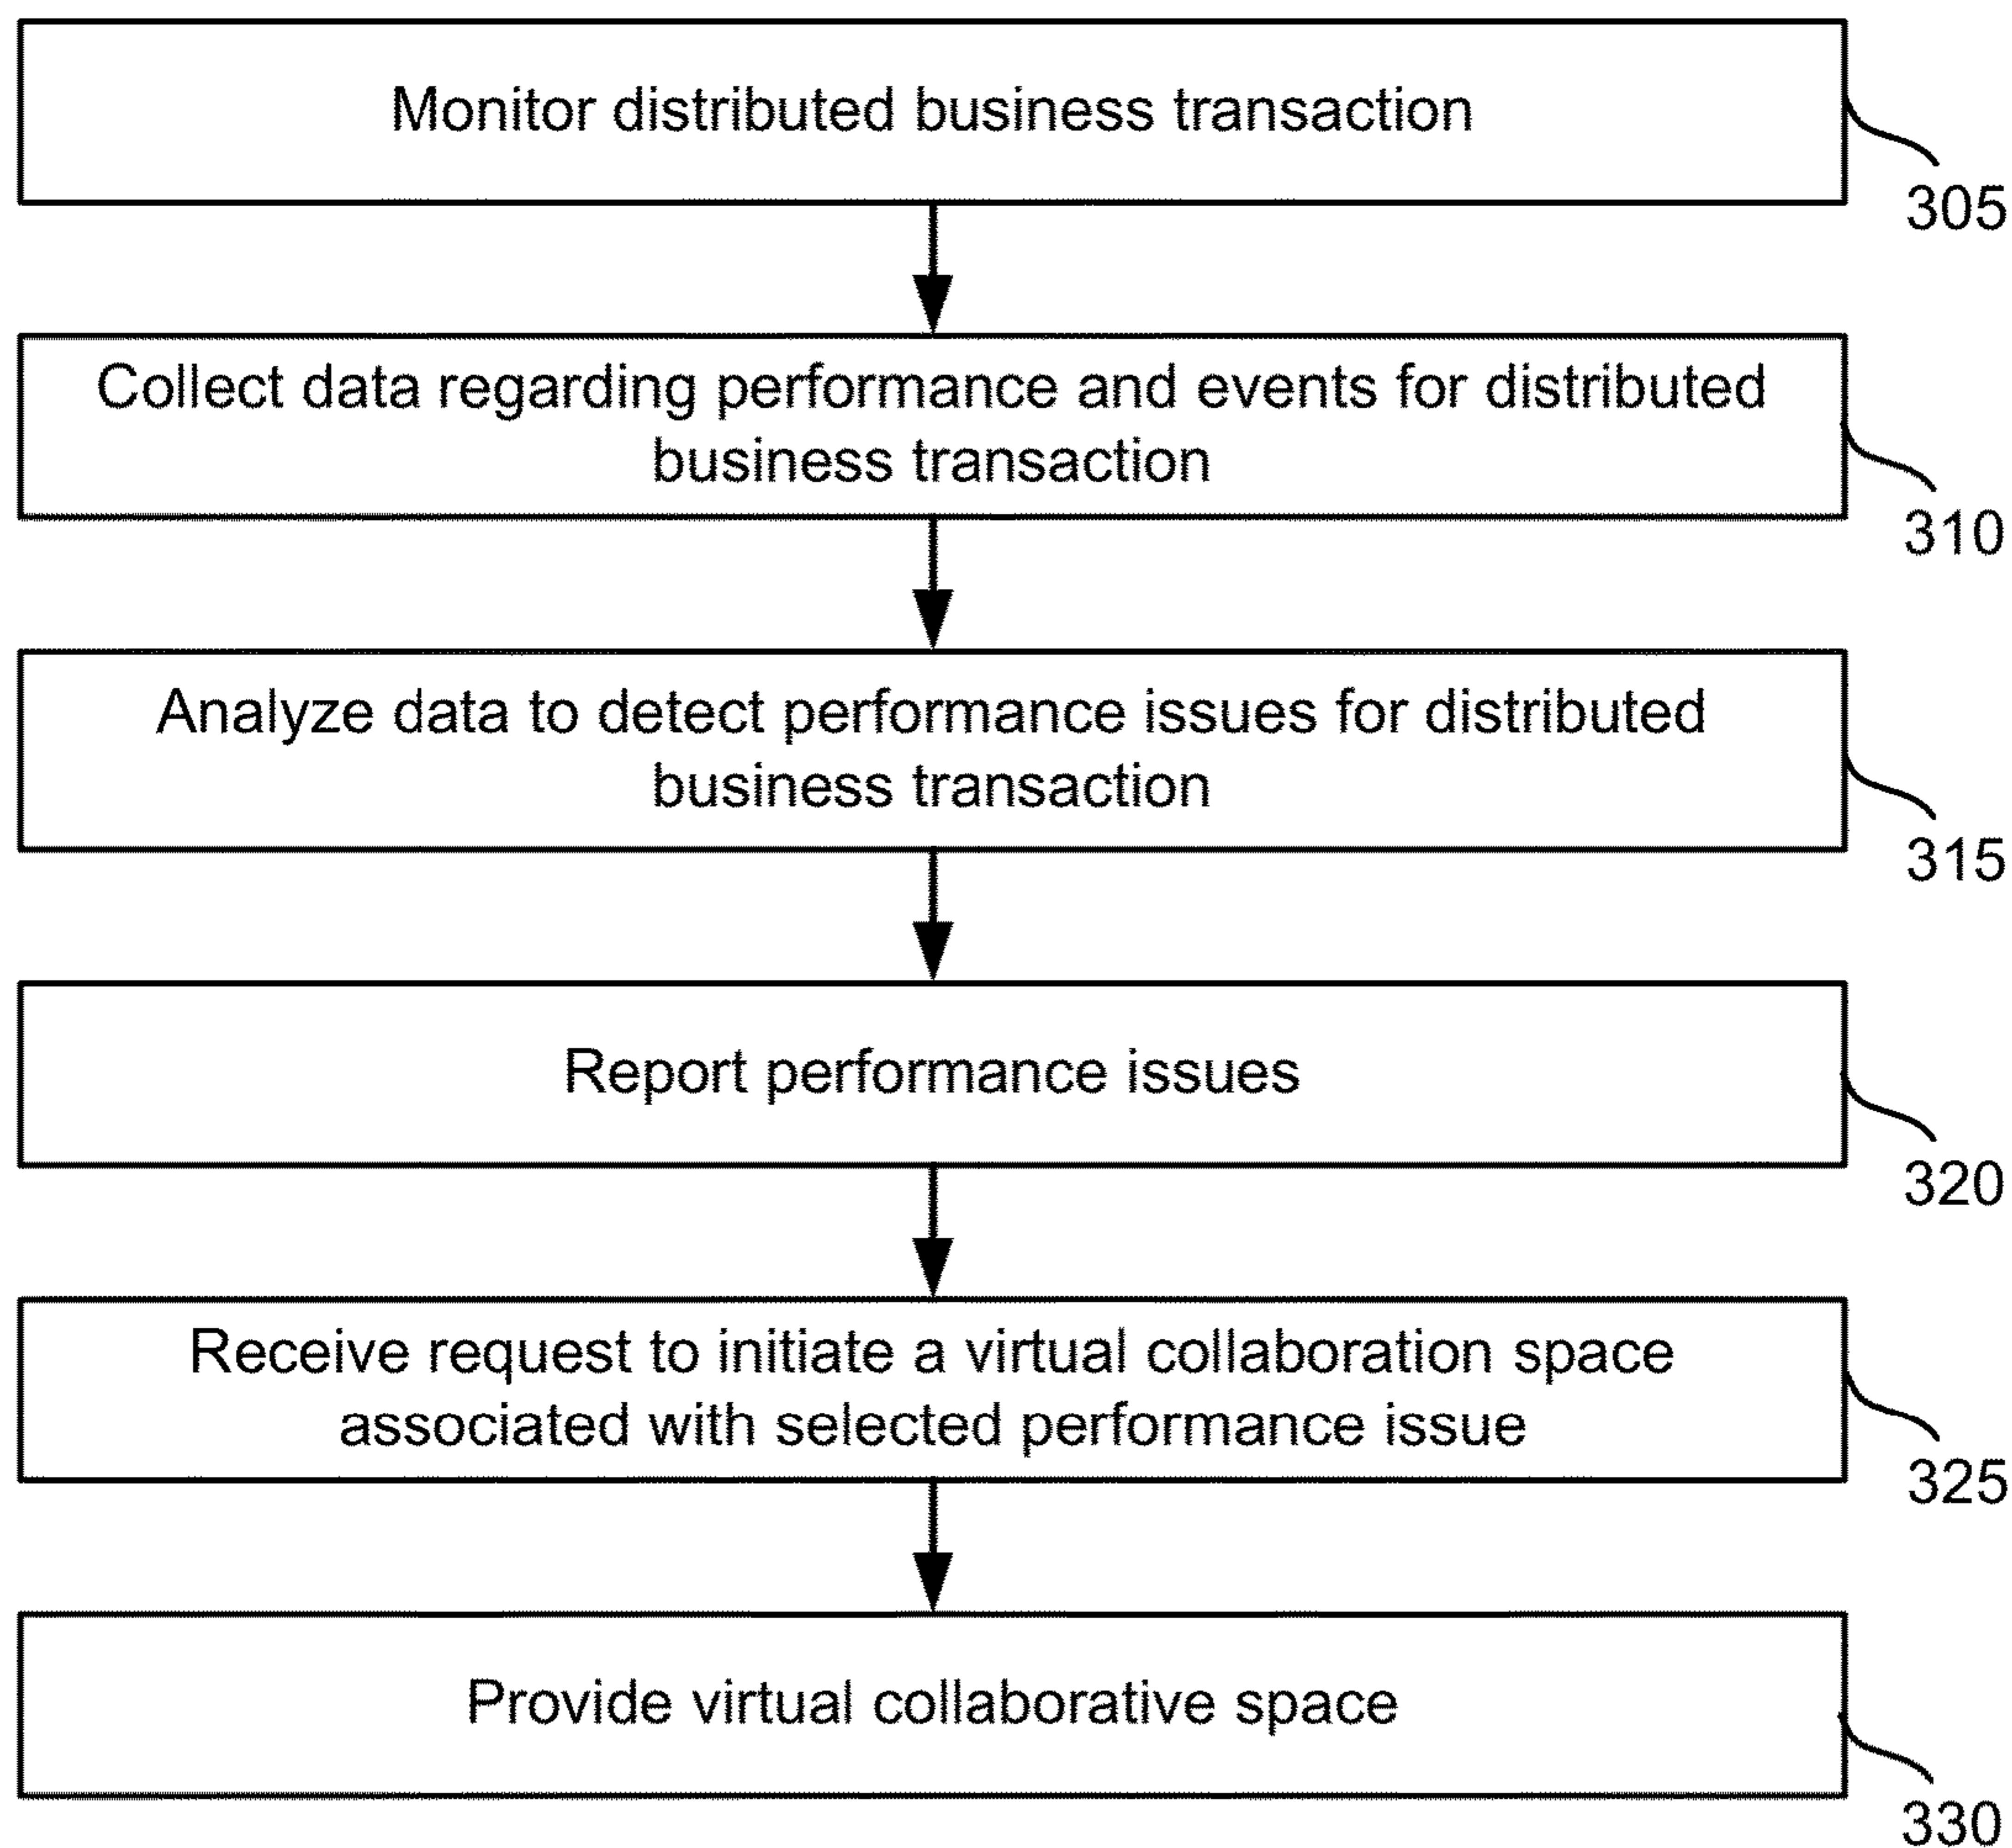 Monitor distributed business transaction
305
Collect data regarding performance and events for distributed
business transaction
310
Analyze data to detect performance issues for distributed
business transaction
315
Report performance issues
320
Receive request to initiate a virtual collaboration space
associated with selected performance issue
325
Provide virtual collaborative space
330